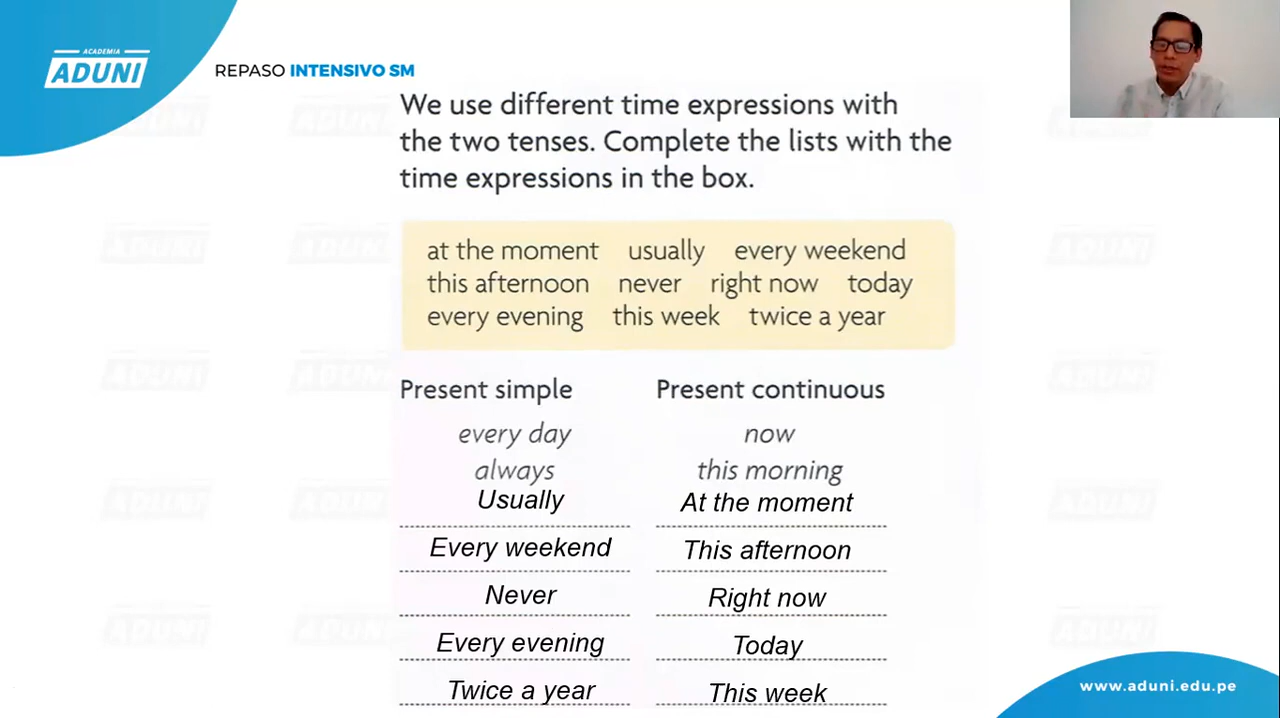 ACADEMIA
ADUNI
REPASO INTENSIVO SM
We use different time expressions with
the two tenses. Complete the lists with the
time expressions in the box.
at the moment usually every weekend
this afternoon never right now today
every evening this week twice a year
Present simple Present continuous
every day now
always this morning
Usually At the moment
Every weekend This afternoon
Never Right now
Every evening Today
Twice a year This week
www.aduni.edu.pe